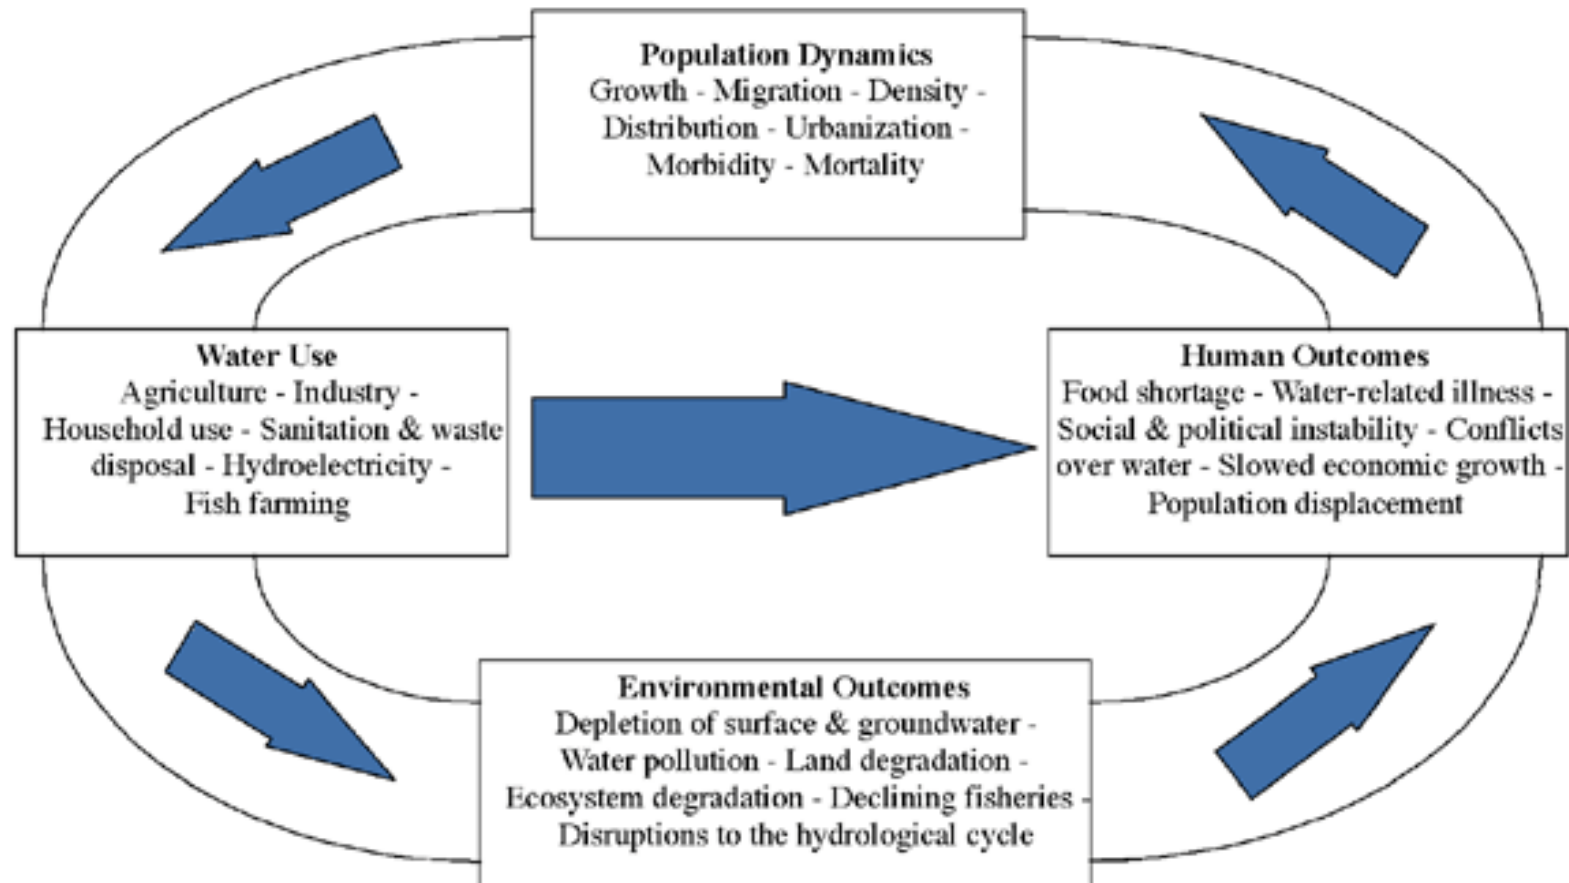 Population Dynamics
Growth - Migration - Density -
Distribution - Urbanization -
Morbidity - Mortality
Water Use
Agriculture - Industry -
Household use - Sanitation & waste
disposal - Hydroelectricity -
Fish farming
Human Outcomes
Food shortage - Water-related illness -
Social & political instability - Conflicts
over water - Slowed economic growth -
Population displacement
Environmental Outcomes
Depletion of surface & groundwater -
Water pollution - Land degradation -
Ecosystem degradation - Declining fisheries -
Disruptions to the hydrological cycle